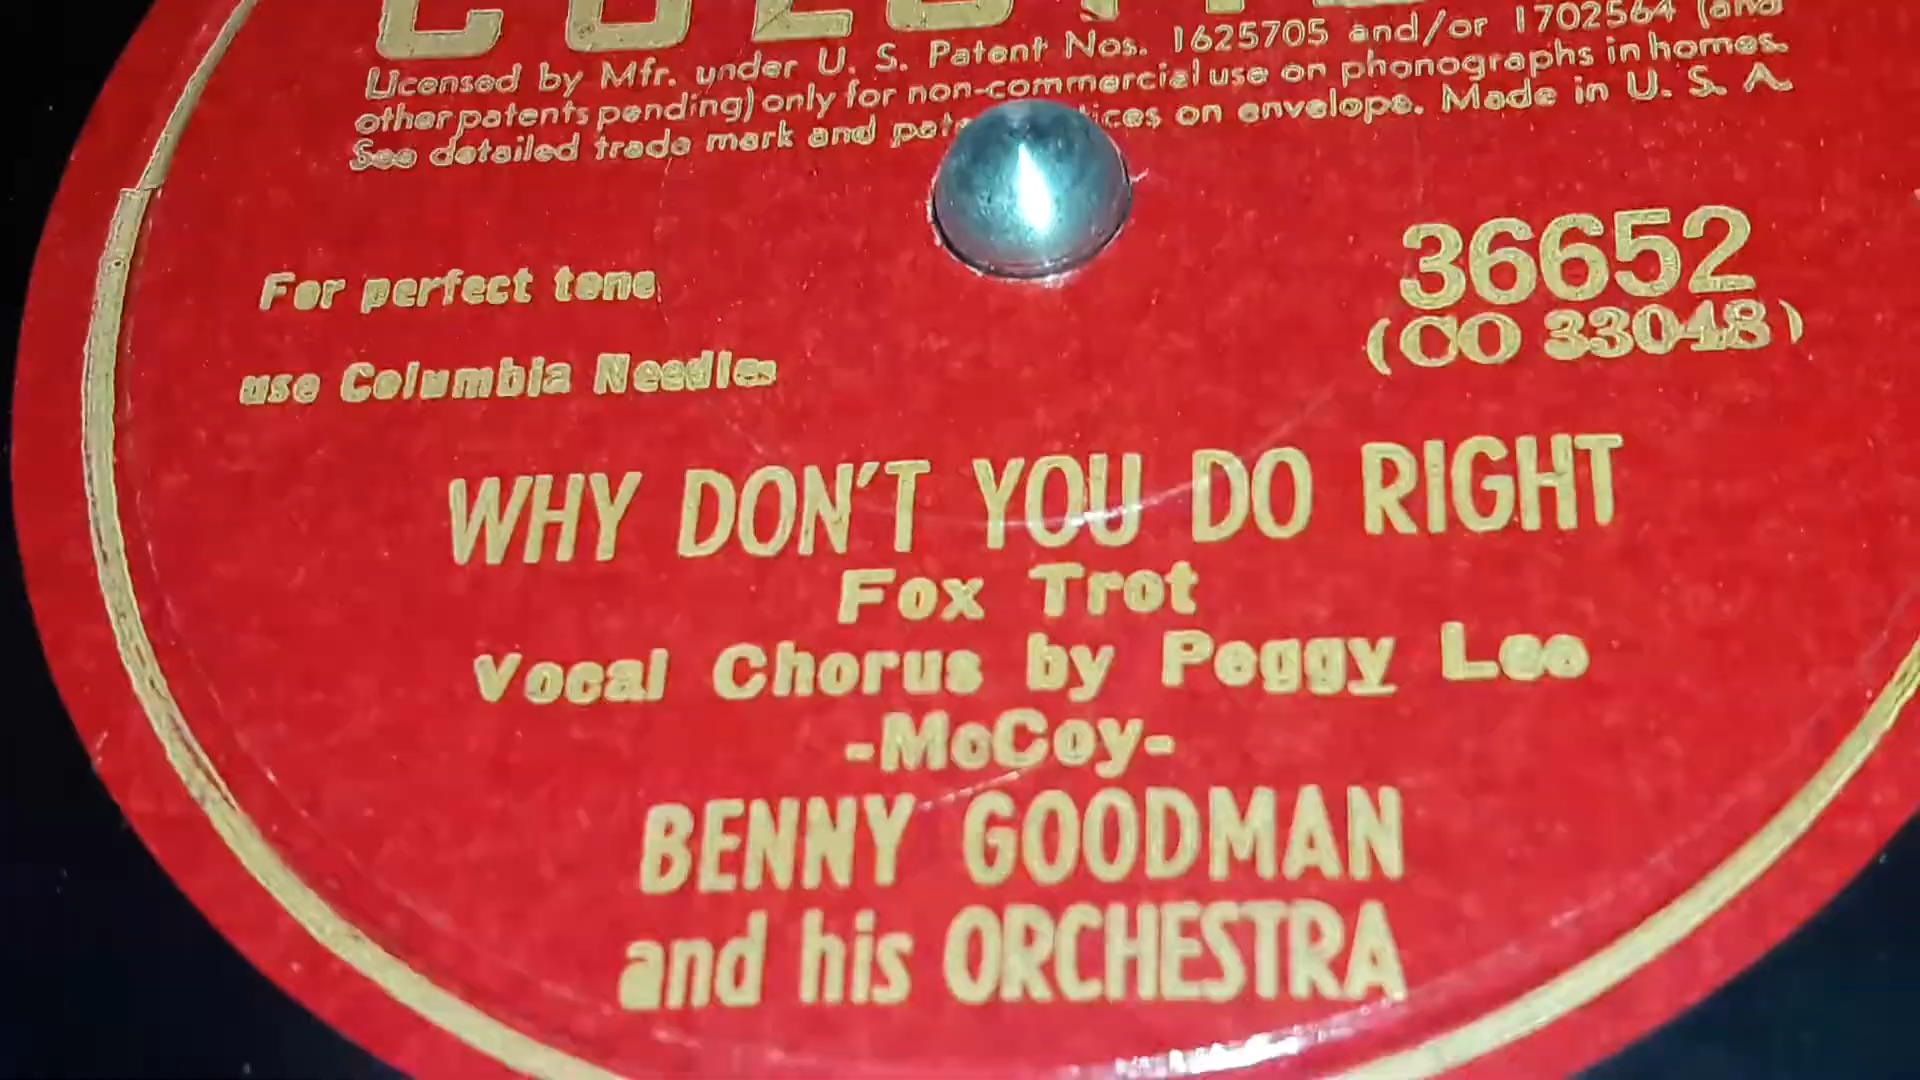 COLUMBIA
Licensed by Mfr. under U. S. Patent Nos. 1625705 and/or 1702564 (and
other patents pending) only for non-commercial use on phonographs in homes.
See detailed trade mark and on envelope. Made in U. S. A.
36652
(CO 33048)
For perfect tone
use Columbia Needles
WHY DON'T YOU DO RIGHT
Fox Trot
Vocal Chorus by Peggy Lee
-McCoy-
BENNY GOODMAN
and his ORCHESTRA